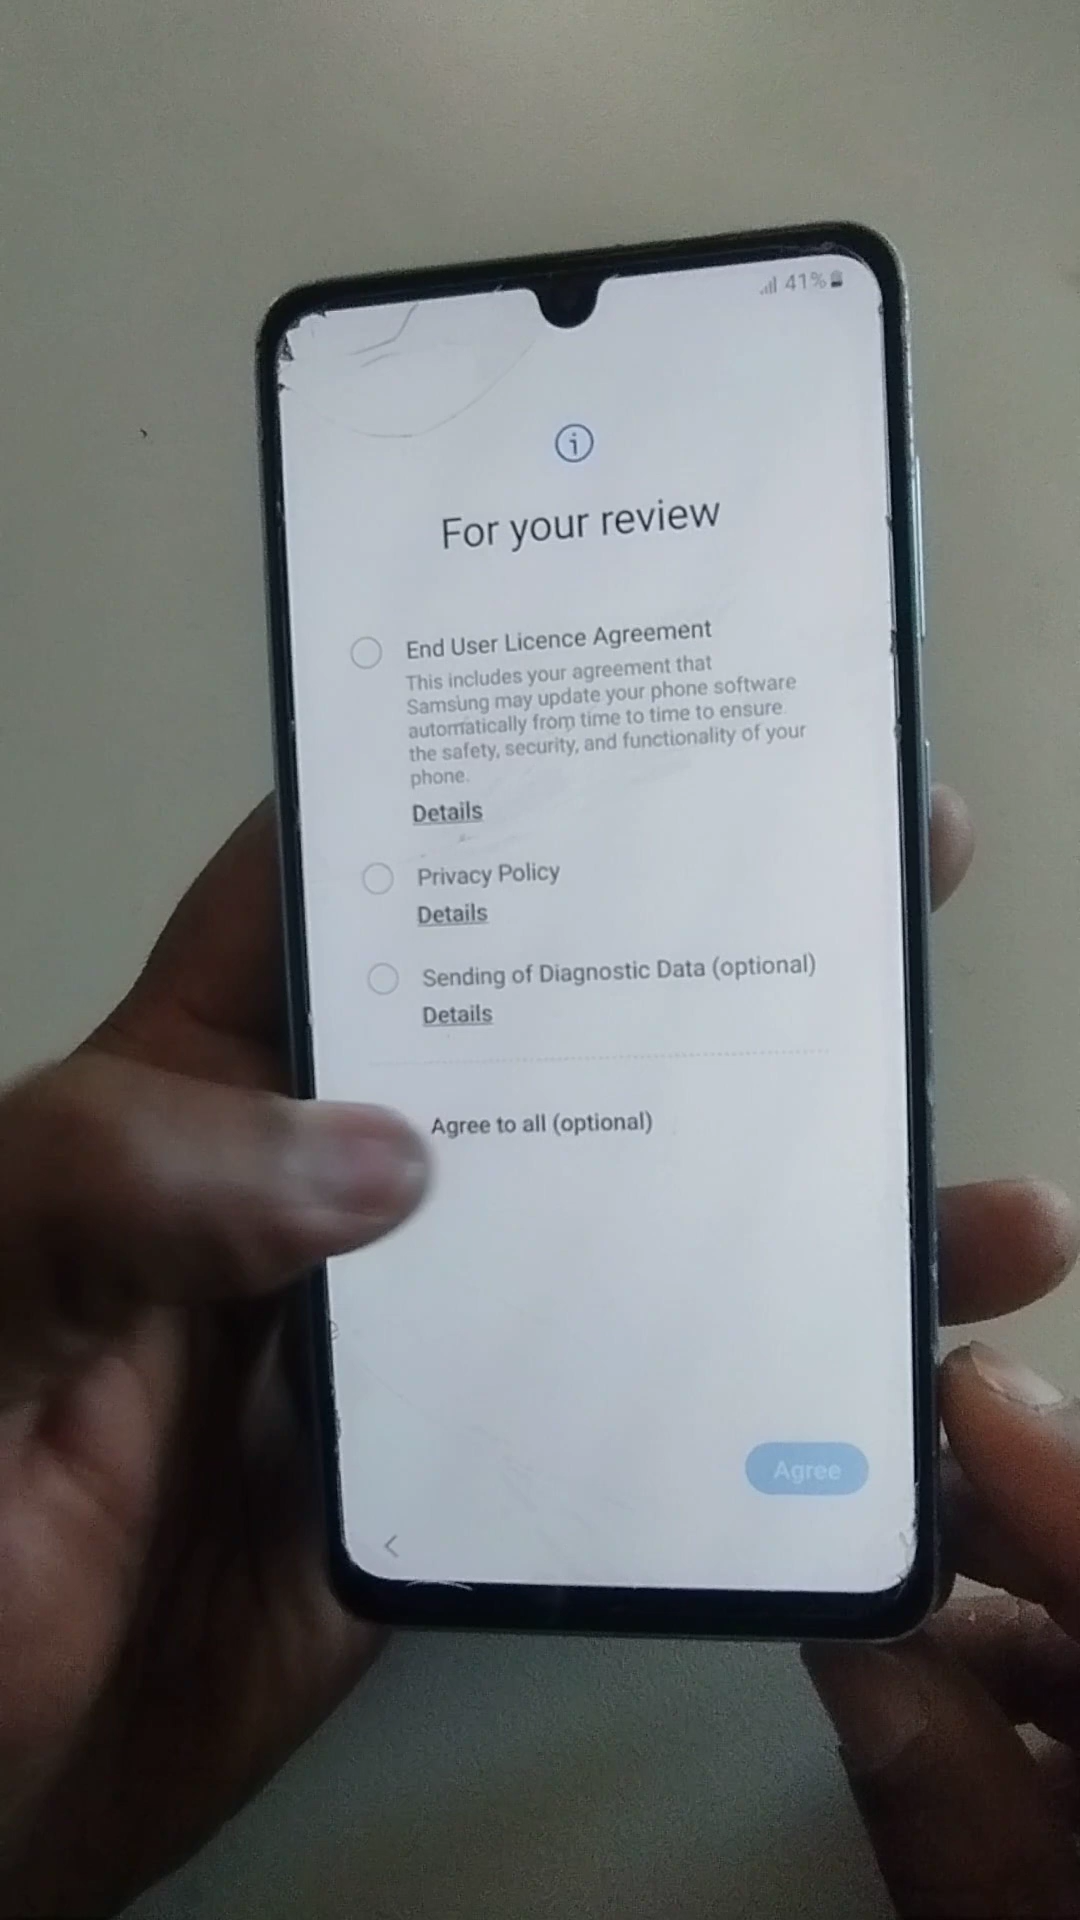 41%
For your review
End User Licence Agreement
This includes your agreement that
Samsung may update your phone software
automatically from time to time to ensure
the safety, security, and functionality of your
phone.
Details
Privacy Policy
Details
Sending of Diagnostic Data (optional)
Details
Agree to all (optional)
Agree